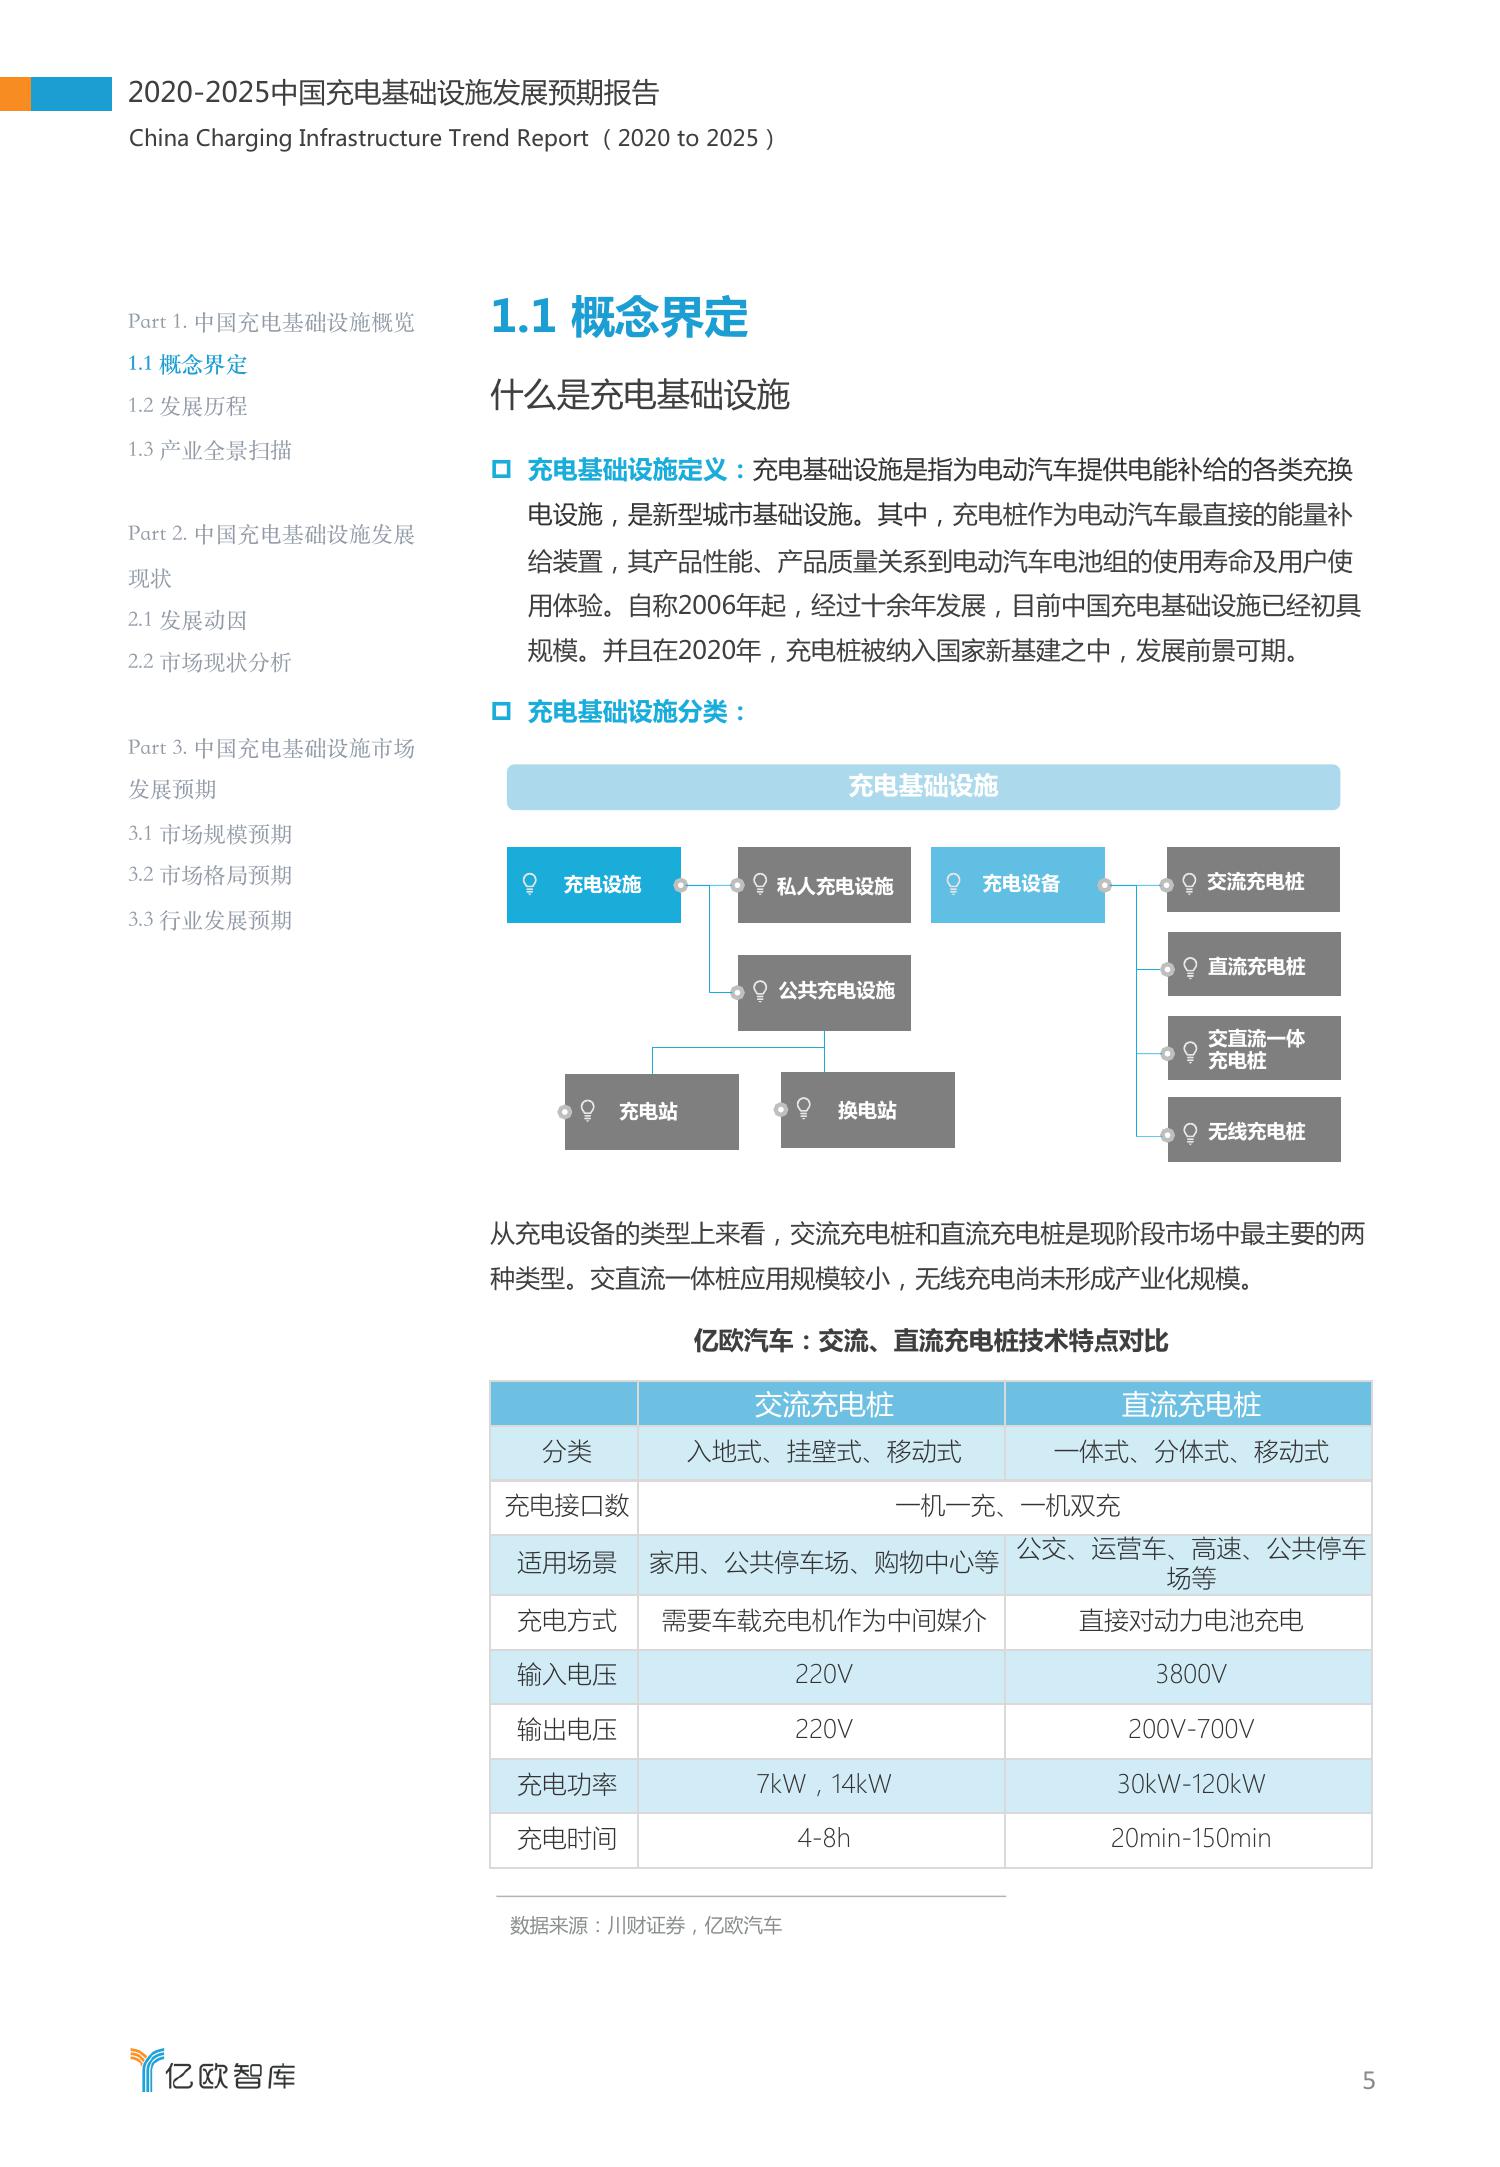 2020-2025中国充电基础设施发展预期报告
China Charging Infrastructure Trend Report（2020 to 2025）
Part 1. 中国充电基础设施概览
1.1 概念界定
1.2 发展历程
1.3 产业全景扫描
Part 2. 中国充电基础设施发展
现状
2.1 发展动因
2.2 市场现状分析
Part 3. 中国充电基础设施市场
发展预期
3.1 市场规模预期
3.2 市场格局预期
3.3 行业发展预期
1.1 概念界定
什么是充电基础设施
充电基础设施定义：充电基础设施是指为电动汽车提供电能补给的各类充换
电设施，是新型城市基础设施。其中，充电桩作为电动汽车最直接的能量补
给装置，其产品性能、产品质量关系到电动汽车电池组的使用寿命及用户使
用体验。自称2006年起，经过十余年发展，目前中国充电基础设施已经初具
规模。并且在2020年，充电桩被纳入国家新基建之中，发展前景可期。
充电基础设施分类：
充电基础设施
充电设施
私人充电设施
充电设备
交流充电桩
直流充电桩
公共充电设施
交直流一体
充电桩
充电站
换电站
无线充电桩
从充电设备的类型上来看，交流充电桩和直流充电桩是现阶段市场中最主要的两
种类型。交直流一体桩应用规模较小，无线充电尚未形成产业化规模。
亿欧汽车：交流、直流充电桩技术特点对比
交流充电桩 直流充电桩
分类 入地式、挂壁式、移动式 一体式、分体式、移动式
充电接口数 一机一充、一机双充
适用场景 家用、公共停车场、购物中心等 公交、运营车、高速、公共停车
场等
充电方式 需要车载充电机作为中间媒介 直接对动力电池充电
输入电压 220V 3800V
输出电压 220V 200V-700V
充电功率 7kW，14kW 30kW-120kW
充电时间 4-8h 20min-150min
数据来源：川财证券，亿欧汽车
亿欧智库
5